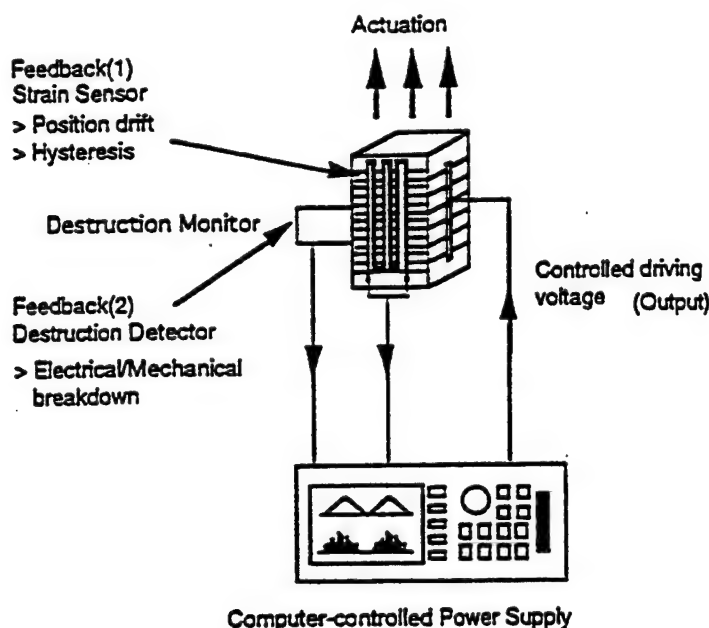 Actuation
Feedback(1)
Strain Sensor
> Position drift
> Hysteresis
Destruction Monitor
Feedback(2)
Destruction Detector
> Electrical/Mechanical
breakdown
Controlled driving
voltage (Output)
Computer-controlled Power Supply